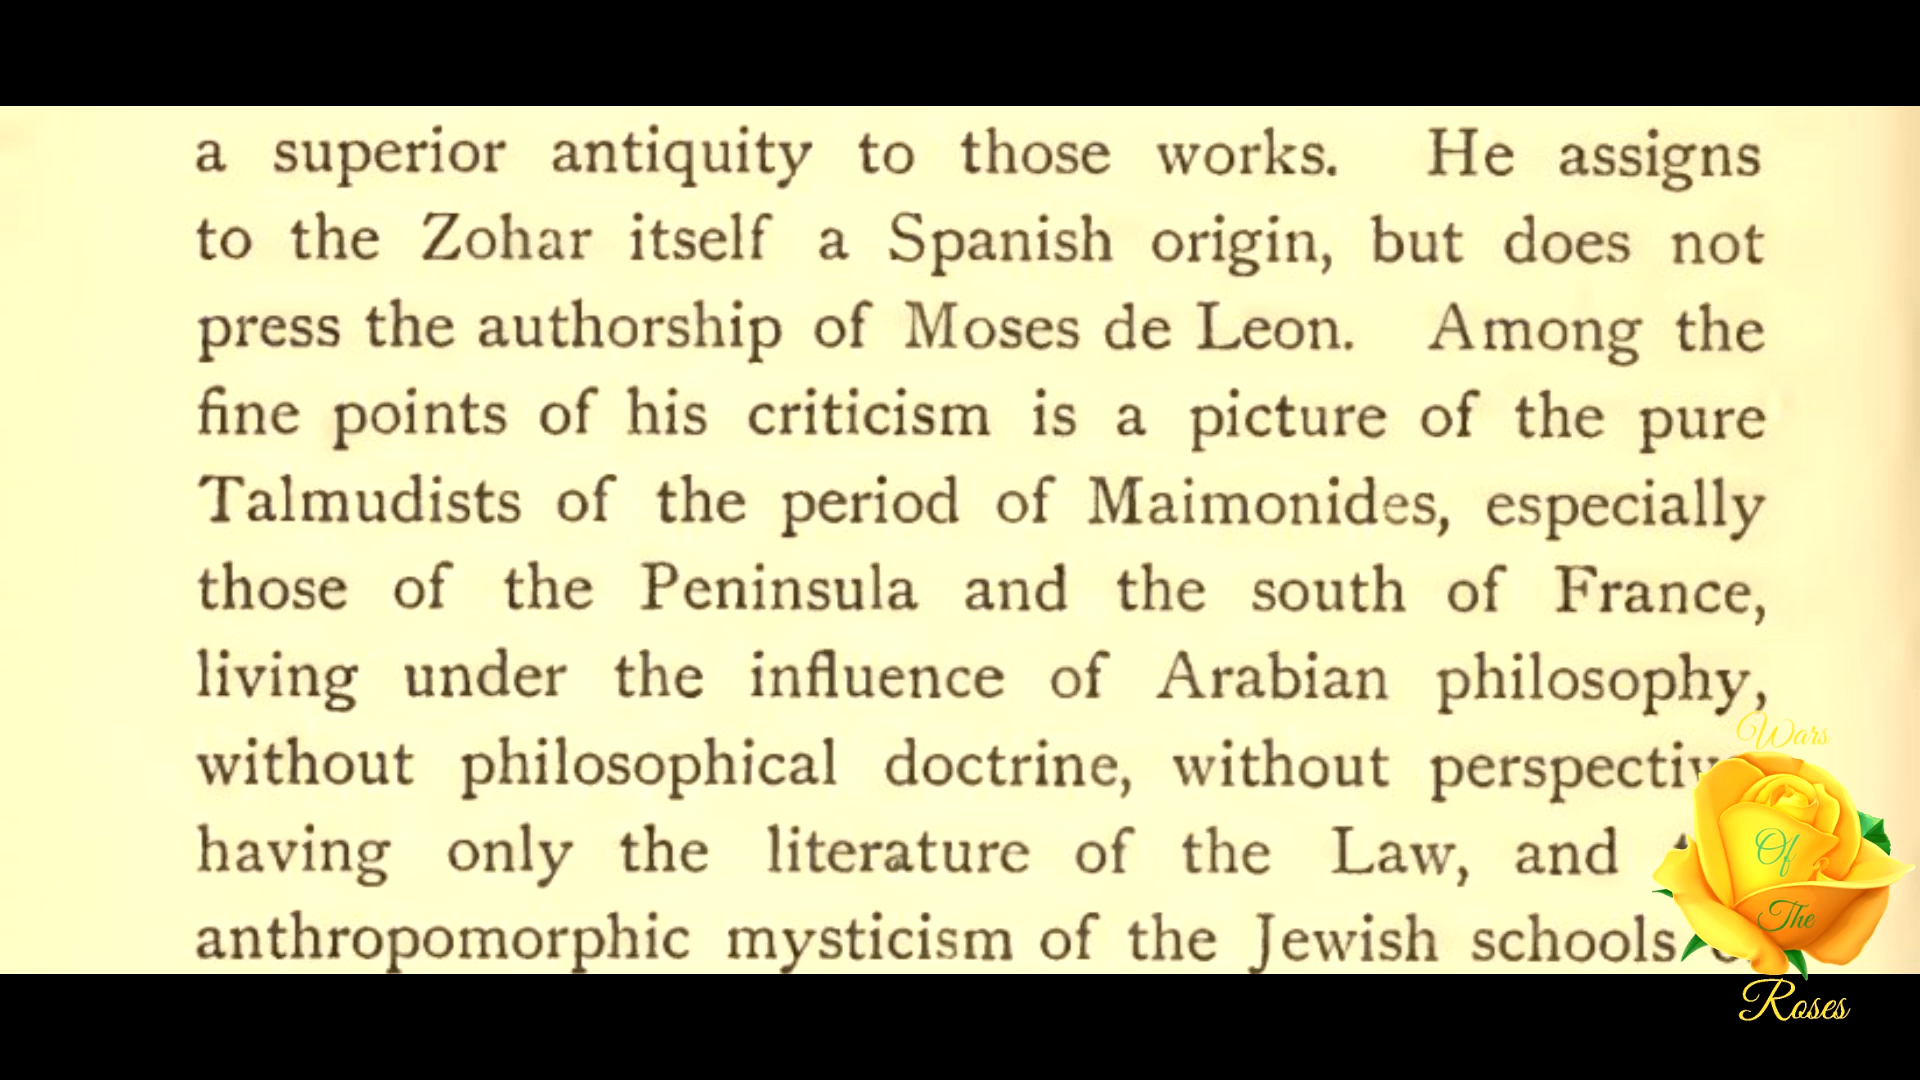 a superior antiquity to those works. He assigns
to the Zohar itself a Spanish origin, but does not
press the authorship of Moses de Leon. Among the
fine points of his criticism is a picture of the pure
Talmudists of the period of Maimonides, especially
those of the Peninsula and the south of France,
living under the influence of Arabian philosophy,
without philosophical doctrine, without
having only the literature of the Law, and
anthropomorphic mysticism of the Jewish schools
Wars
Of
The
Roses